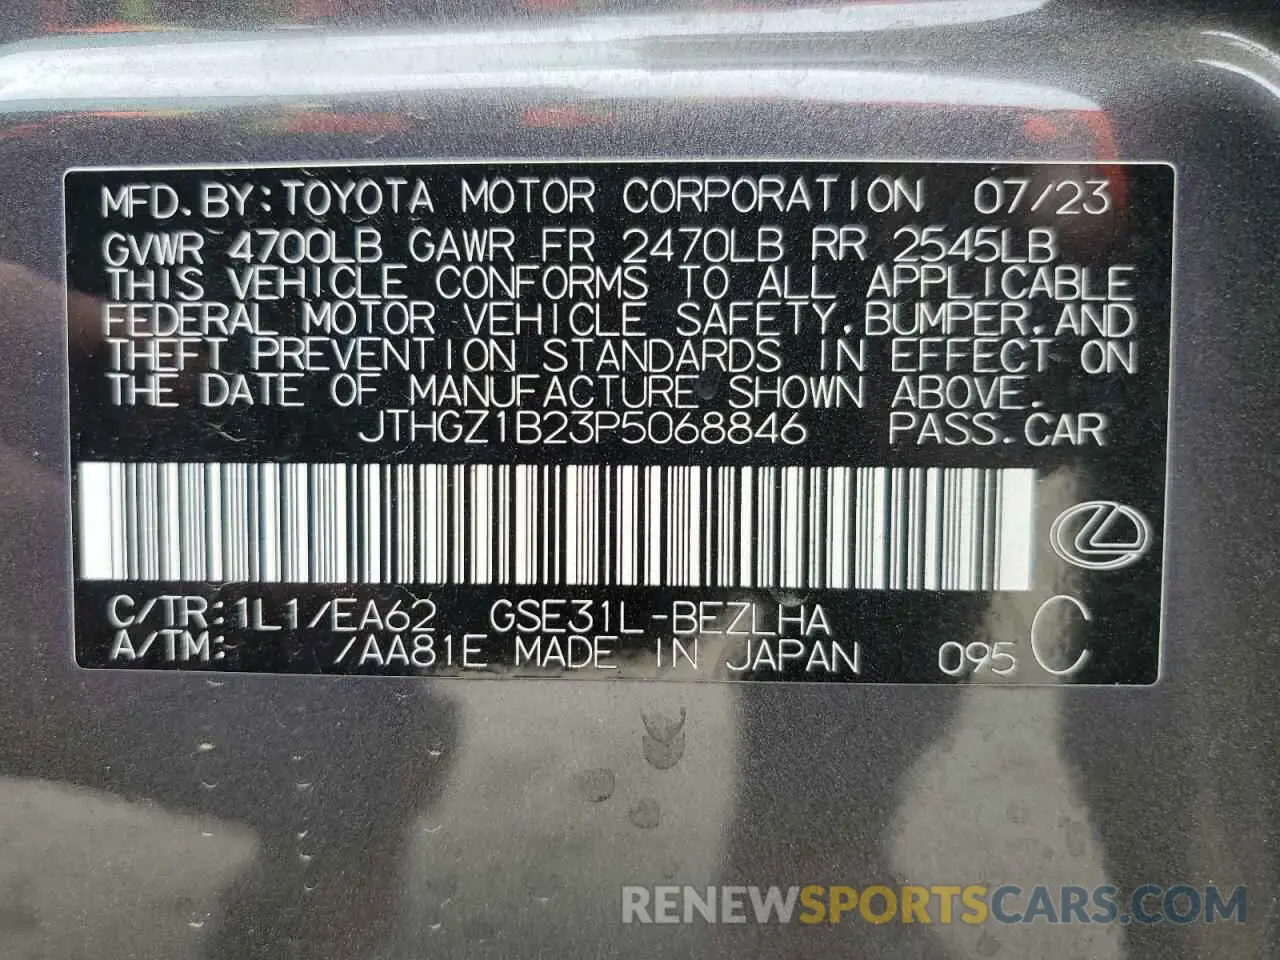 MFD.BY:TOYOTA MOTOR CORPORATION 07/23
GVWR 4700LB GAWR FR 2470LB RR 2545LB
THIS VEHICLE CONFORMS TO ALL APPLICABLE
FEDERAL MOTOR VEHICLE SAFETY,BUMPER,AND
THEFT PREVENTION STANDARDS IN EFFECT ON
THE DATE OF MANUFACTURE SHOWN ABOVE.
JTHGZ1B23P5068846 PASS.CAR
C/TR:1L1/EA62 GSE31L-BEZLHA
A/TM: /AA81E MADE IN JAPAN 095 C
RENEWSPORTSCARS.COM